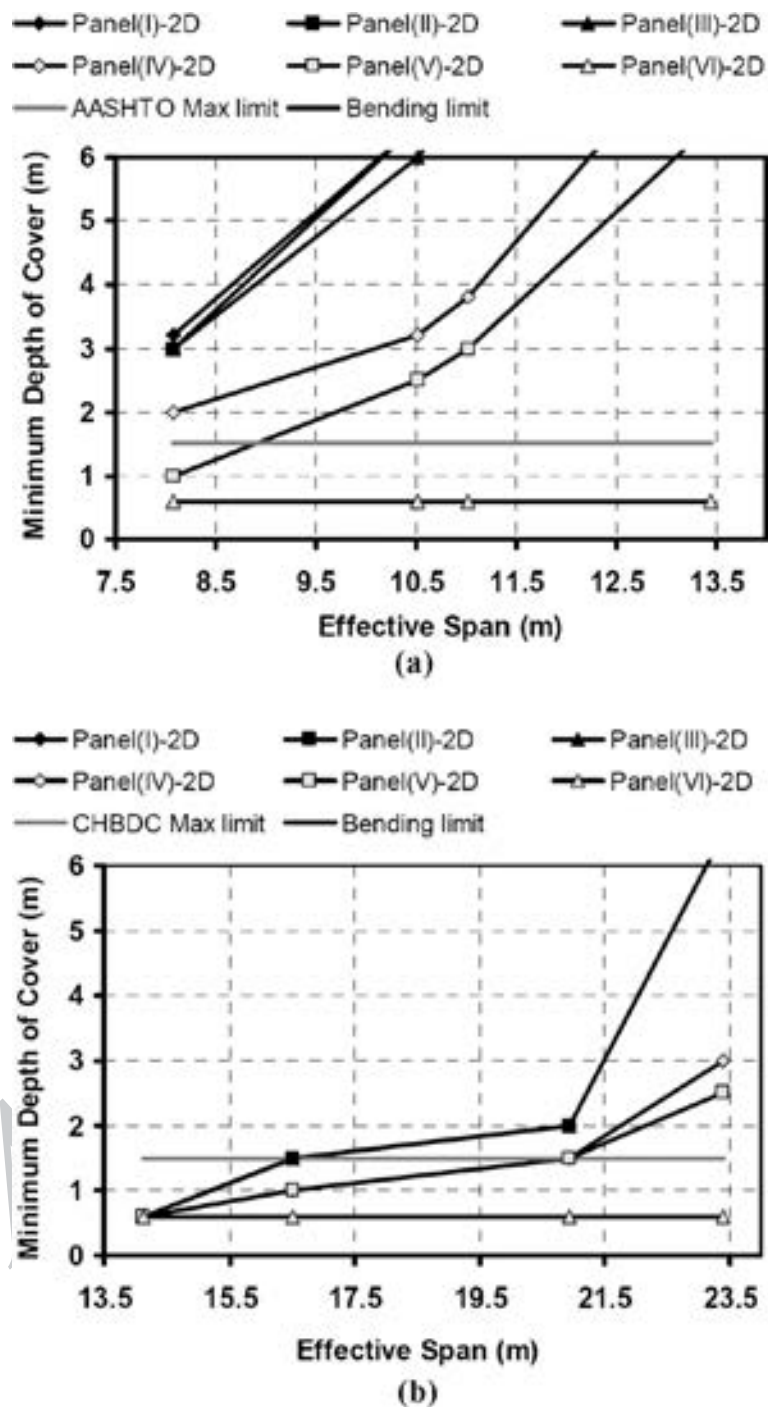 Panel(I)-2D Panel(II)-2D Panel(III)-2D
Panel(IV)-2D Panel(V)-2D Panel(VI)-2D
AASHTO Max limit Bending limit
Minimum Depth of Cover (m)
6
5
4
3
2
1
0
7.5 8.5 9.5 10.5 11.5 12.5 13.5
Effective Span (m)
(a)
Panel(I)-2D Panel(II)-2D Panel(III)-2D
Panel(IV)-2D Panel(V)-2D Panel(VI)-2D
CHBDC Max limit Bending limit
Minimum Depth of Cover (m)
6
5
4
3
2
1
0
13.5 15.5 17.5 19.5 21.5 23.5
Effective Span (m)
(b)